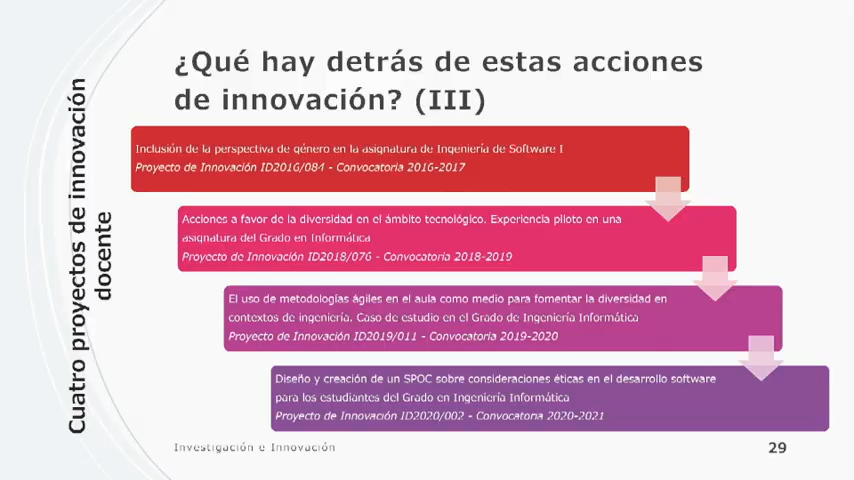 ¿Qué hay detrás de estas acciones
de innovación? (III)
Cuatro proyectos de innovación
docente
Inclusión de la perspectiva de género en la asignatura de Ingeniería de Software I
Proyecto de Innovación ID2016/084 - Convocatoria 2016-2017
Acciones a favor de la diversidad en el ámbito tecnológico. Experiencia piloto en una
asignatura del Grado en Informática
Proyecto de Innovación ID2018/076 - Convocatoria 2018-2019
El uso de metodologías ágiles en el aula como medio para fomentar la diversidad en
contextos de ingeniería. Caso de estudio en el Grado de Ingeniería Informática
Proyecto de Innovación ID2019/011 - Convocatoria 2019-2020
Diseño y creación de un SPOC sobre consideraciones éticas en el desarrollo software
para los estudiantes del Grado en Ingeniería Informática
Proyecto de Innovación ID2020/002 - Convocatoria 2020-2021
Investigación e Innovación
29